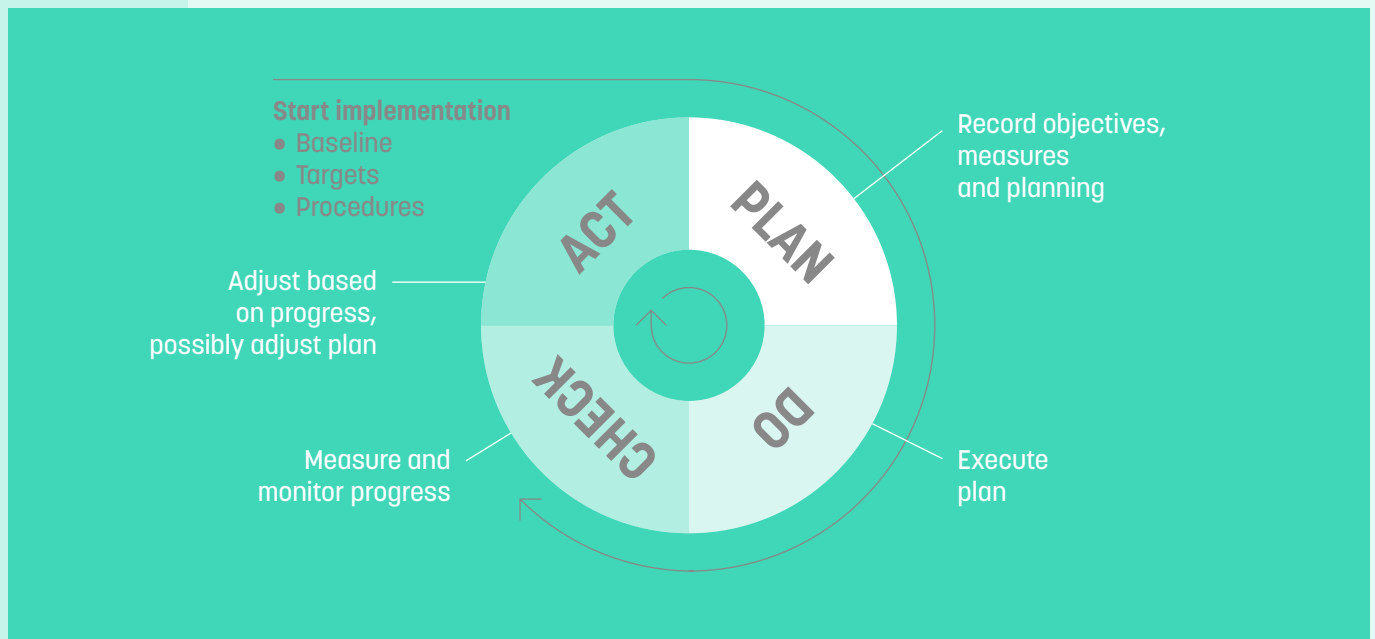 Start implementation
• Baseline
• Targets
• Procedures
Record objectives,
measures
and planning
ACT
PLAN
Adjust based
on progress,
possibly adjust plan
CHECK
DO
Measure and
monitor progress
Execute
plan